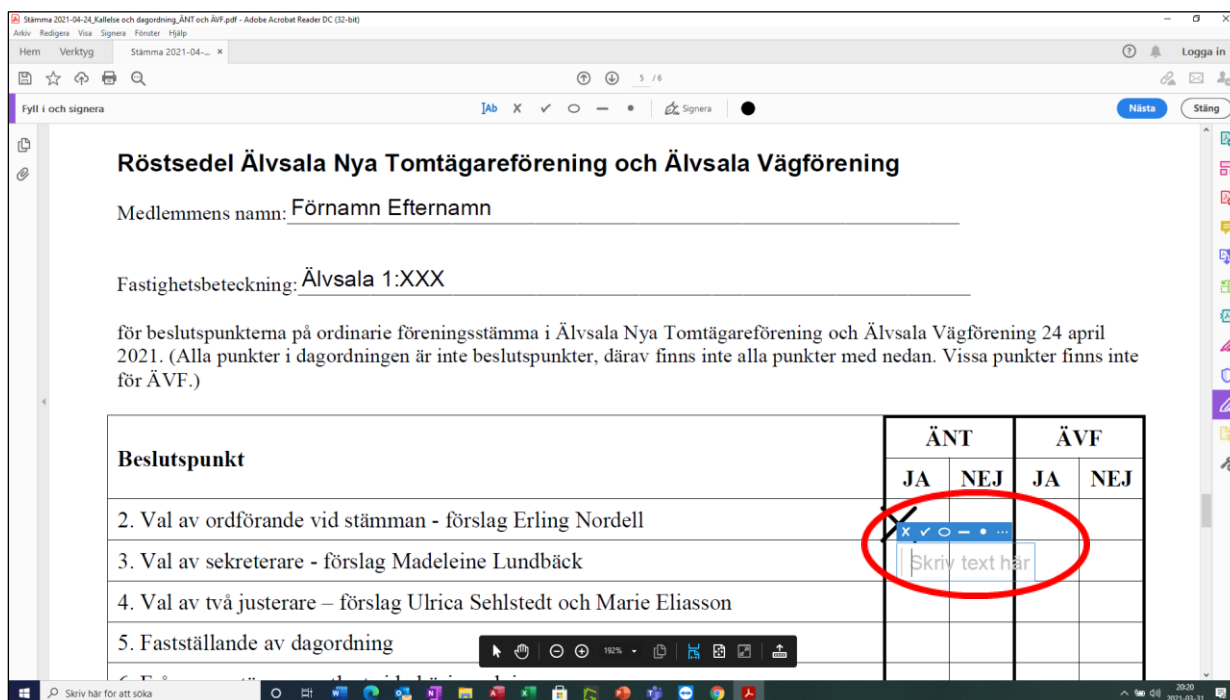 Stämma 2021-04-24_Kallelse och dagordning_ÄNT och ÄVF.pdf - Adobe Acrobat Reader DC (32-bit)
Arkiv Redigera Visa Signera Fönster Hjälp
Hem Verktyg Stämma 2021-04-... × Logga in
5 /6
Fyll i och signera Ab Signera Nästa Stäng
Röstsedel Älvsala Nya Tomtägareförening och Älvsala Vägförening
Medlemmens namn: Förnamn Efternamn
Fastighetsbeteckning: Älvsala 1:XXX
för beslutspunkterna på ordinarie föreningsstämma i Älvsala Nya Tomtägareförening och Älvsala Vägförening 24 april
2021. (Alla punkter i dagordningen är inte beslutspunkter, därav finns inte alla punkter med nedan. Vissa punkter finns inte
för ÄVF.)
Beslutspunkt ÄNT ÄVF
JA NEJ JA NEJ
2. Val av ordförande vid stämman - förslag Erling Nordell
3. Val av sekreterare - förslag Madeleine Lundbäck
Skriv text här
4. Val av två justerare – förslag Ulrica Sehlstedt och Marie Eliasson
5. Fastställande av dagordning
192%
Skriv här för att söka
20:20
2021-03-31